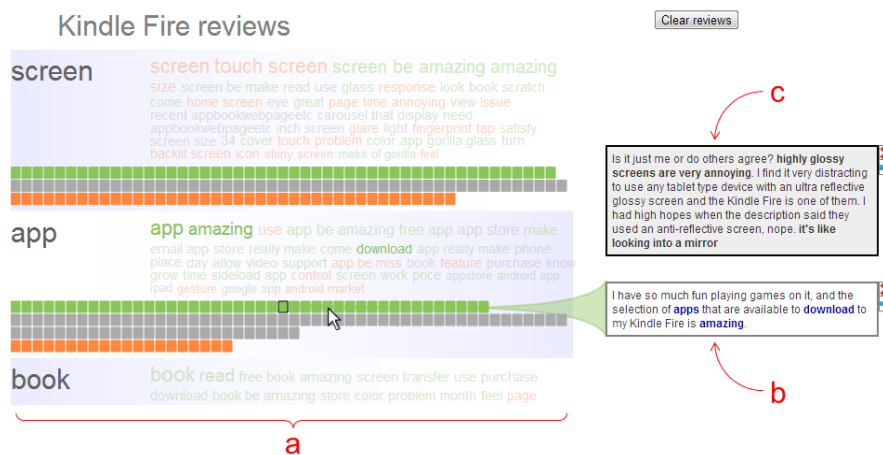 Kindle Fire reviews
Clear reviews
screen
screen touch screen screen be amazing amazing
size screen be make read use glass response look book scratch
come home screen eye great page time annoying view issue
recent appbookwebpageetc carousel that display need
appbookwebpageetc inch screen glare light fingerprint tap satisfy
screen size 34 cover touch problem color app gorilla glass turn
backlit screen icon shiny screen make of gorilla feel
app
app amazing use app be amazing free app app store make
email app store really make come download app really make phone
place day allow video support app be miss book feature purchase know
grow time sideload app control screen work price appstore android app
ipad gesture google app android market
book
book read free book amazing screen transfer use purchase
download book be amazing store color problem month feel page
a
c
Is it just me or do others agree? highly glossy
screens are very annoying. I find it very distracting
to use any tablet type device with an ultra reflective
glossy screen and the Kindle Fire is one of them. I
had high hopes when the description said they
used an anti-reflective screen, nope. it's like
looking into a mirror
I have so much fun playing games on it, and the
selection of apps that are available to download to
my Kindle Fire is amazing.
b